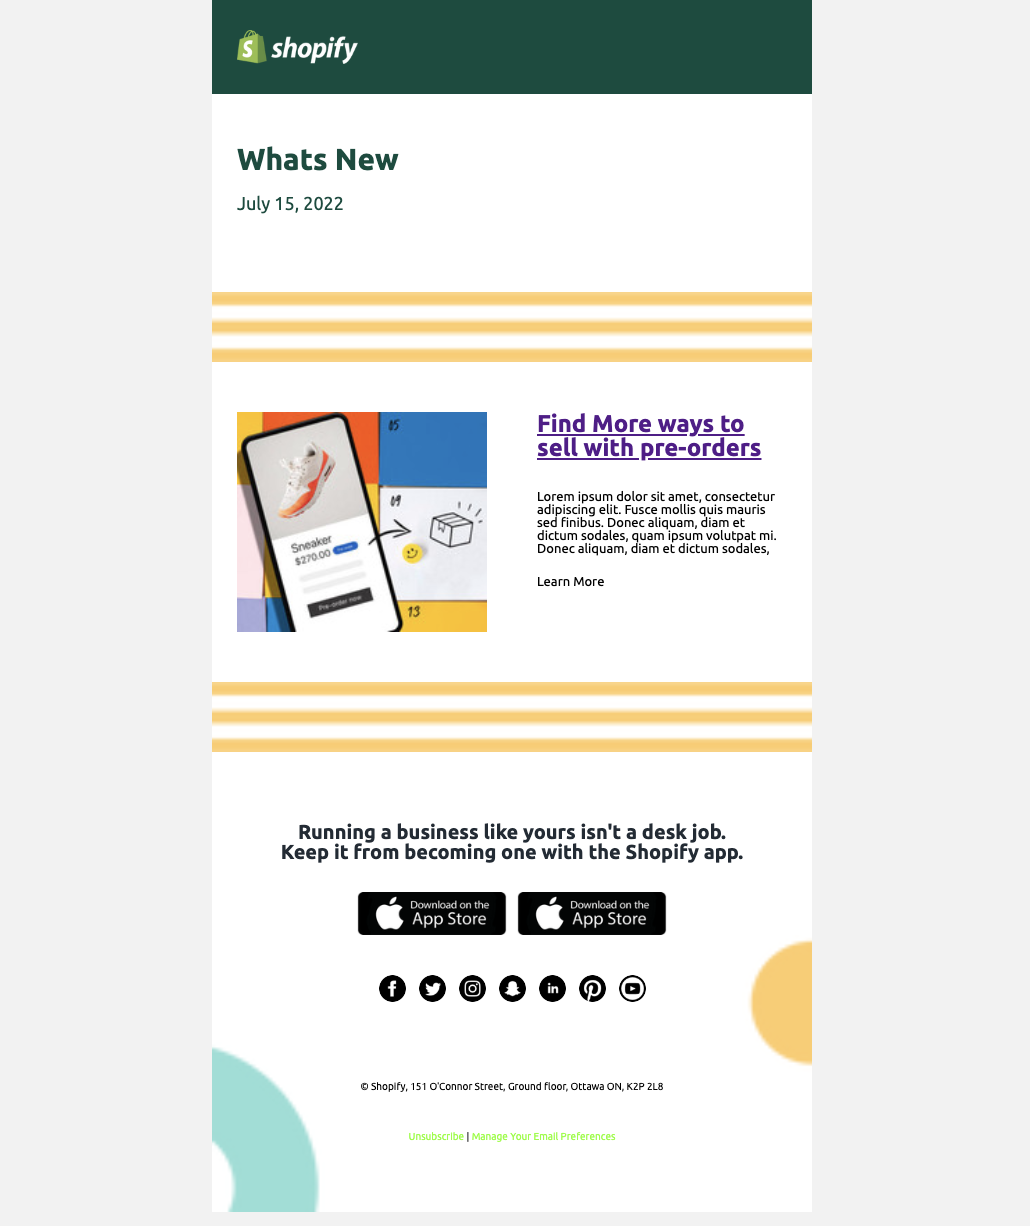 shopify
Whats New
July 15, 2022
05
09
Sneaker
$270.00
Pre-order now
13
Find More ways to
sell with pre-orders
Lorem ipsum dolor sit amet, consectetur
adipiscing elit. Fusce mollis quis mauris
sed finibus. Donec aliquam, diam et
dictum sodales, quam ipsum volutpat mi.
Donec aliquam, diam et dictum sodales,
Learn More
Running a business like yours isn't a desk job.
Keep it from becoming one with the Shopify app.
Download on the
App Store
Download on the
App Store
© Shopify, 151 O'Connor Street, Ground floor, Ottawa ON, K2P 2L8
Unsubscribe | Manage Your Email Preferences